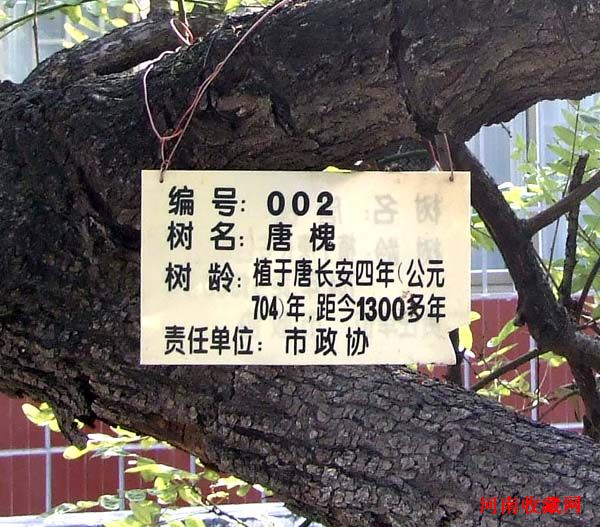 编 号: 002
树 名: 唐 槐
树 龄: 植于唐长安四年(公元
704)年,距今1300多年
责任单位: 市政协
河南收藏网